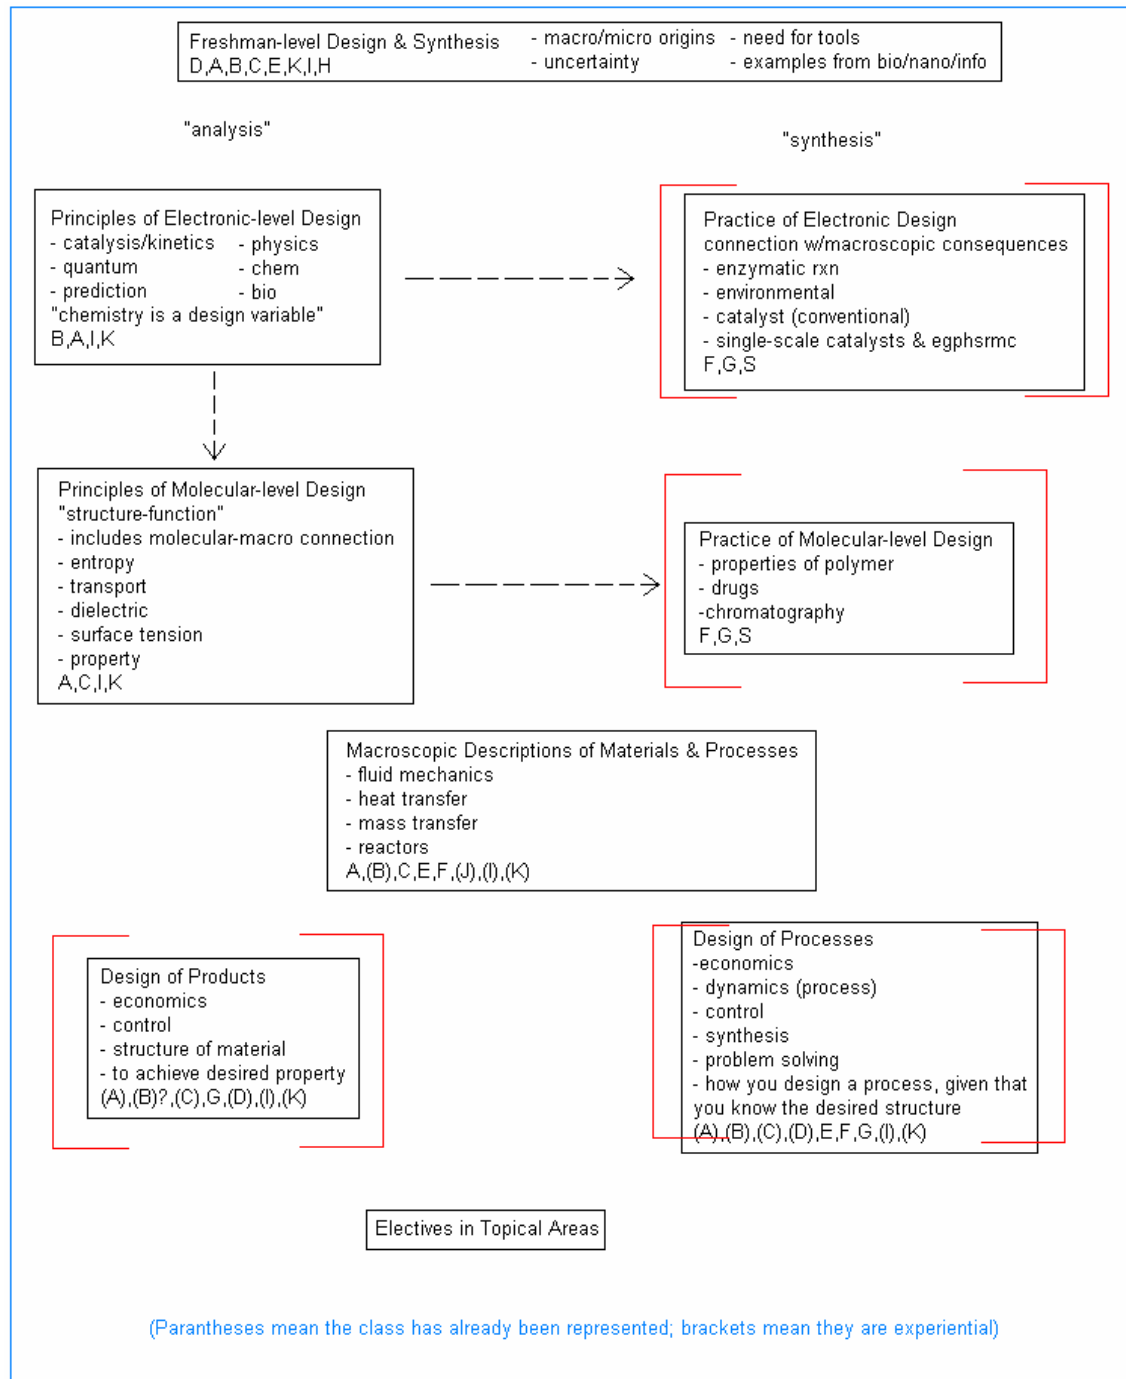 Freshman-level Design & Synthesis
D,A,B,C,E,K,I,H
- macro/micro origins
- uncertainty
- need for tools
- examples from bio/nano/info
"analysis"
"synthesis"
Principles of Electronic-level Design
- catalysis/kinetics
- quantum
- prediction
- physics
- chem
- bio
"chemistry is a design variable"
B,A,I,K
Practice of Electronic Design
connection w/macroscopic consequences
- enzymatic rxn
- environmental
- catalyst (conventional)
- single-scale catalysts & egphsrmc
F,G,S
Principles of Molecular-level Design
"structure-function"
- includes molecular-macro connection
- entropy
- transport
- dielectric
- surface tension
- property
A,C,I,K
Practice of Molecular-level Design
- properties of polymer
- drugs
-chromatography
F,G,S
Macroscopic Descriptions of Materials & Processes
- fluid mechanics
- heat transfer
- mass transfer
- reactors
A,(B),C,E,F,(J),(I),(K)
Design of Products
- economics
- control
- structure of material
- to achieve desired property
(A),(B)?,(C),G,(D),(I),(K)
Design of Processes
-economics
- dynamics (process)
- control
- synthesis
- problem solving
- how you design a process, given that
you know the desired structure
(A),(B),(C),(D),E,F,G,(I),(K)
Electives in Topical Areas
(Parantheses mean the class has already been represented; brackets mean they are experiential)